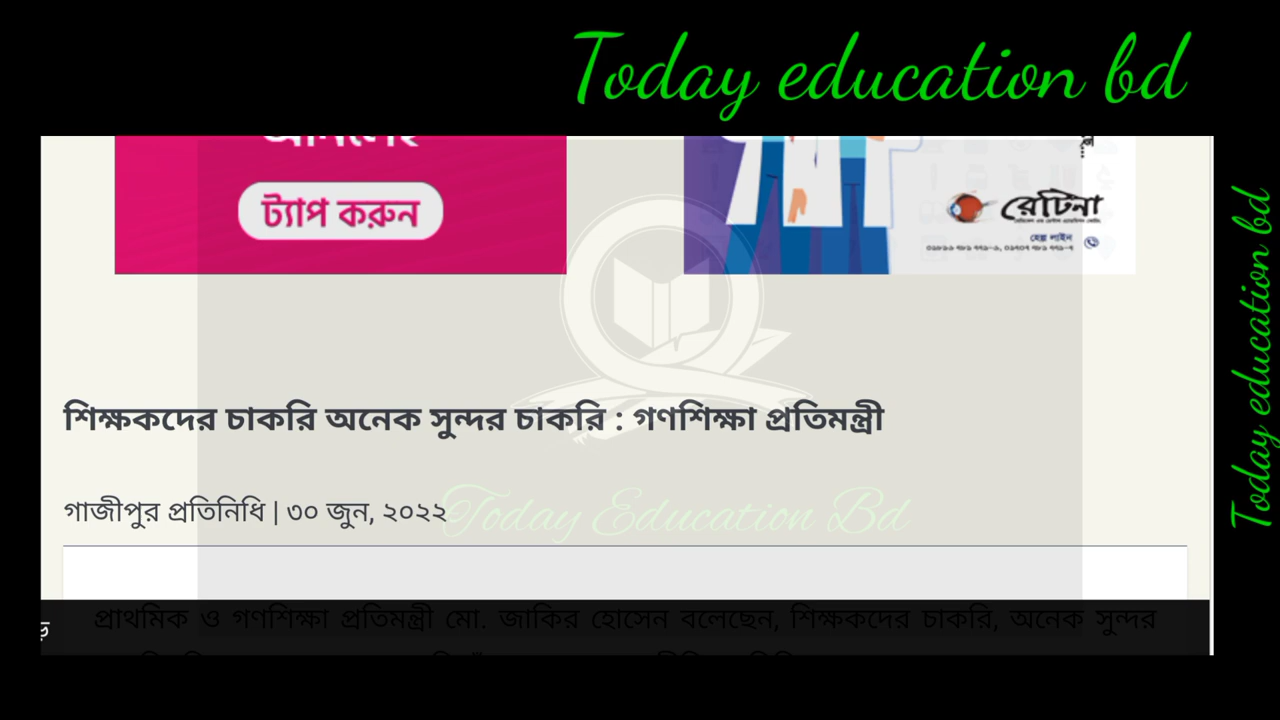 Today education bd
ট্যাপ করুন
রেটিনা
হেল্প লাইন
শিক্ষকদের চাকরি অনেক সুন্দর চাকরি : গণশিক্ষা প্রতিমন্ত্রী
গাজীপুর প্রতিনিধি | ৩০ জুন, ২০২২
Today Education Bd
প্রাথমিক ও গণশিক্ষা প্রতিমন্ত্রী মো. জাকির হোসেন বলেছেন, শিক্ষকদের চাকরি, অনেক সুন্দর
Today education bd